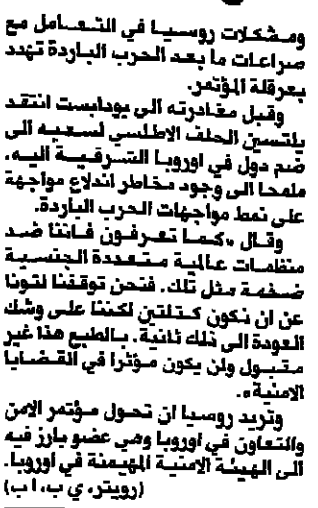 ومشكلات روسيا في التعامل مع
صراعات ما بعد الحرب الباردة تهدد
بعرقلة المؤتمر.
وقبل مغادرته الى بودابست انتقد
يلتسين الحلف الاطلسي لسعيه الى
ضم دول في اوروبا الشرقية اليه،
ملمحا الى وجود مخاطر اندلاع مواجهة
على نمط مواجهات الحرب الباردة.
وقال «كما تعرفون فاننا ضد
منظمات عالمية متعددة الجنسية
ضخمة مثل تلك. فنحن توقفنا لتونا
عن ان نكون كتلتين لكننا على وشك
العودة الى ذلك ثانية. بالطبع هذا غير
مقبول ولن يكون مؤثرا في القضايا
الامنية».
وتريد روسيا ان تحول مؤتمر الامن
والتعاون في اوروبا وهي عضو بارز فيه
الى الهيئة الامنية المهيمنة في اوروبا.
(رويتر، ي ب، ا ب)